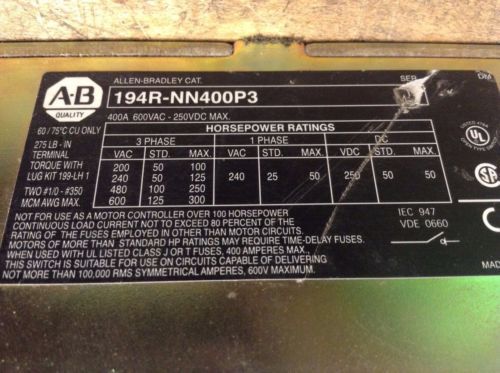 ALLEN-BRADLEY CAT.
SER
DM
A-B
QUALITY
194R-NN400P3
400A 600VAC - 250VDC MAX.
LISTED
UL
60 / 75°C CU ONLY
275 LB - IN
TERMINAL
TORQUE WITH
LUG KIT 199-LH 1
TWO #1/0 - #350
MCM AWG MAX.
HORSEPOWER RATINGS
3 PHASE 1 PHASE DC
VAC STD. MAX. VAC STD. MAX. VDC STD. MAX.
200 50 100
240 50 125 240 25 50 250 50 50
480 100 250
600 125 300
NOT FOR USE AS A MOTOR CONTROLLER OVER 100 HORSEPOWER
CONTINUOUS LOAD CURRENT NOT TO EXCEED 80 PERCENT OF THE
RATING OF THE FUSES EMPLOYED IN OTHER THAN MOTOR CIRCUITS.
MOTORS OF MORE THAN STANDARD HP RATINGS MAY REQUIRE TIME-DELAY FUSES.
WHEN USED WITH UL LISTED CLASS J OR T FUSES, 400 AMPERES MAX.
THIS SWITCH IS SUITABLE FOR USE ON CIRCUITS CAPABLE OF DELIVERING
NOT MORE THAN 100,000 RMS SYMMETRICAL AMPERES, 600V MAXIMUM.
IEC 947
VDE 0660
MAD